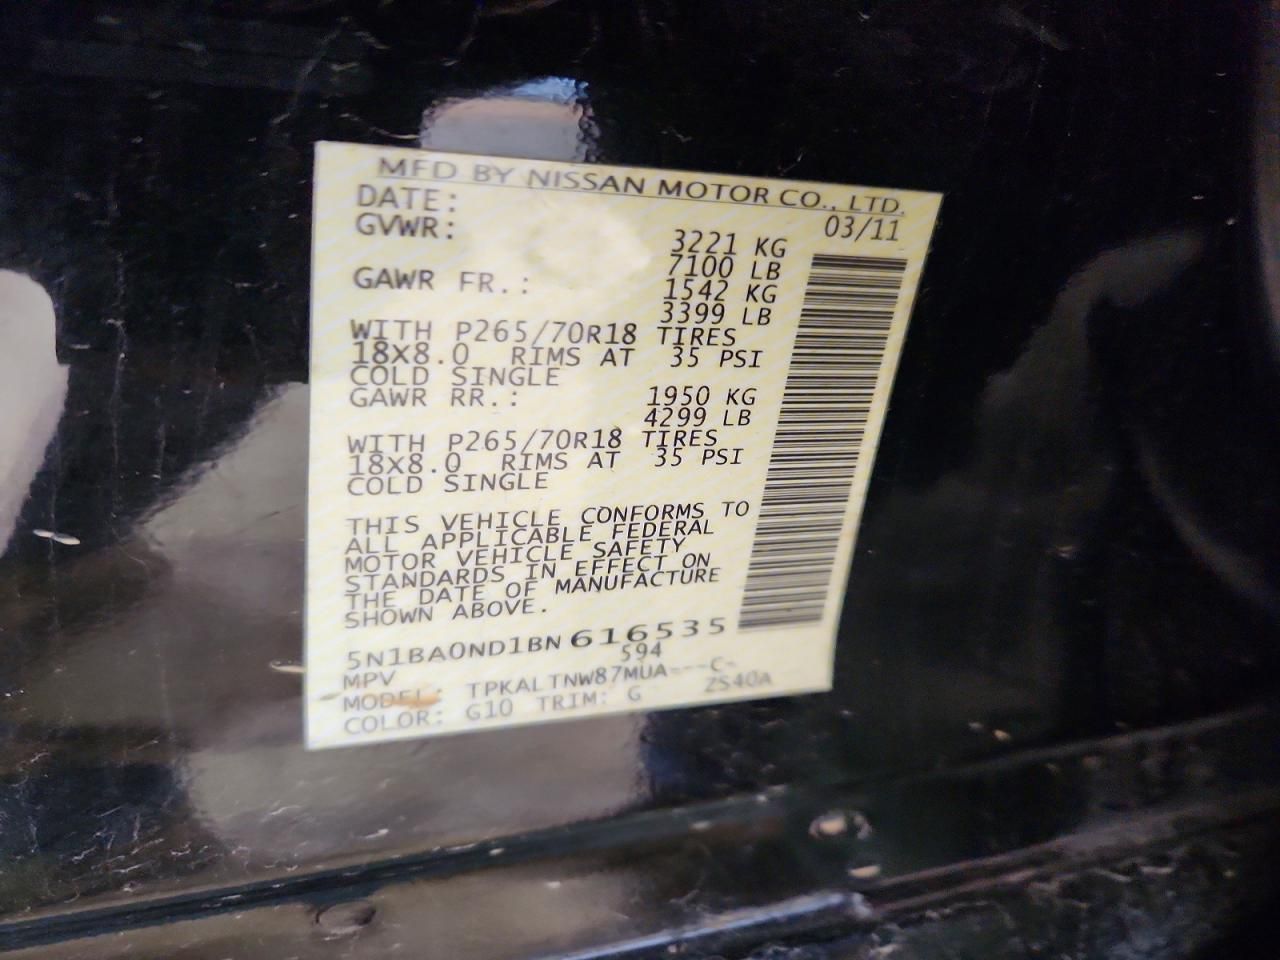 MFD BY NISSAN MOTOR CO., LTD.
DATE: 03/11
GVWR: 3221 KG
7100 LB
GAWR FR.: 1542 KG
3399 LB
WITH P265/70R18 TIRES
18X8.0 RIMS AT 35 PSI
COLD SINGLE
GAWR RR.: 1950 KG
4299 LB
WITH P265/70R18 TIRES
18X8.0 RIMS AT 35 PSI
COLD SINGLE
THIS VEHICLE CONFORMS TO
ALL APPLICABLE FEDERAL
MOTOR VEHICLE SAFETY
STANDARDS IN EFFECT ON
THE DATE OF MANUFACTURE
SHOWN ABOVE.
5N1BA0ND1BN616535
MPV 594
MODEL: TPKALTNW87MUA---C-
COLOR: G10 TRIM: G ZS40A